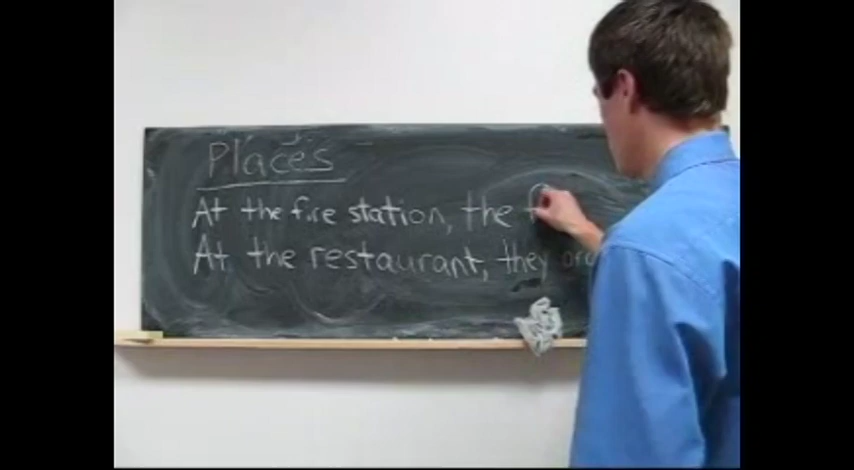 Places
At the fire station, the f
At the restaurant, they